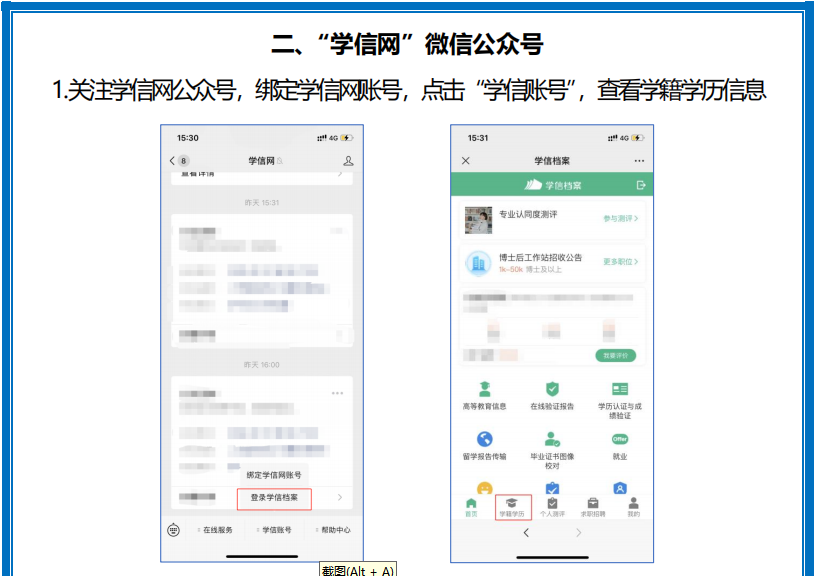 二、“学信网”微信公众号
1.关注学信网公众号，绑定学信网账号，点击“学信账号”，查看学籍学历信息
15:30
4G
8
学信网
查看详情
昨天 15:31
昨天 16:00
绑定学信网账号
登录学信档案
在线服务
学信账号
帮助中心
15:31
4G
学信档案
学信档案
专业认同度测评
参与测评
博士后工作站招收公告
1k~50k 博士及以上
更多职位
我要评价
高等教育信息
在线验证报告
学历认证与成
绩验证
留学报告传输
毕业证书图像
校对
Offer
就业
首页
学籍学历
个人测评
求职招聘
我的
截图(Alt + A)